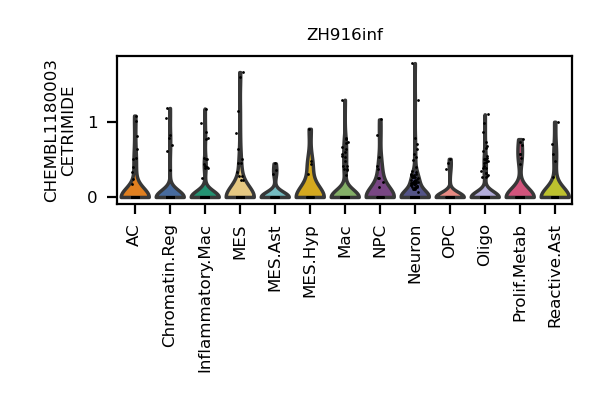 ZH916inf
CHEMBL1180003
CETRIMIDE
1
0
AC
Chromatin.Reg
Inflammatory.Mac
MES
MES.Ast
MES.Hyp
Mac
NPC
Neuron
OPC
Oligo
Prolif.Metab
Reactive.Ast